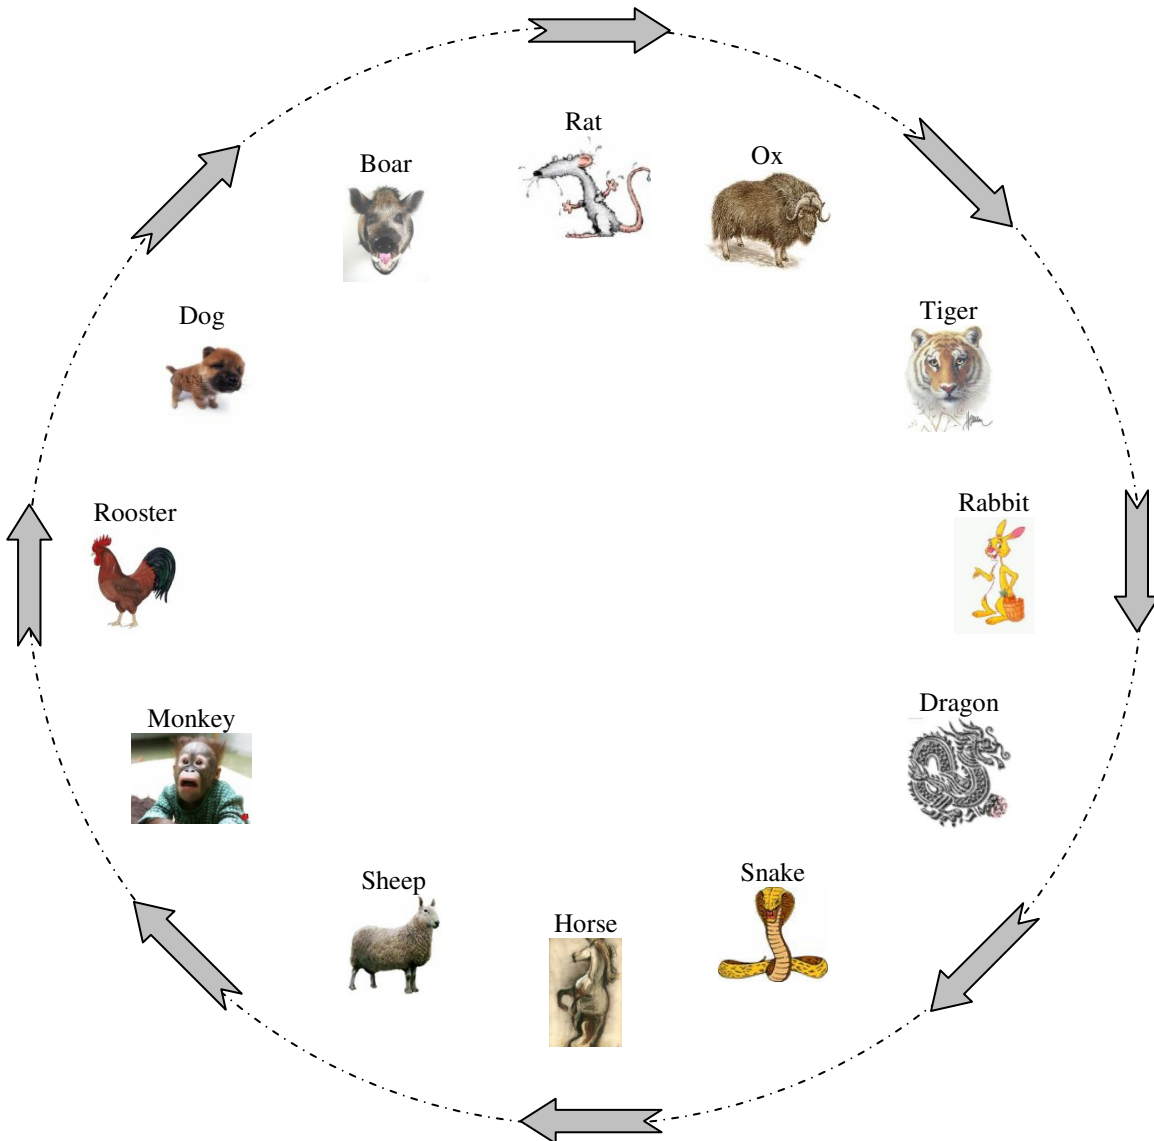 Rat
Ox
Boar
Tiger
Dog
Rabbit
Rooster
Dragon
Monkey
Snake
Sheep
Horse